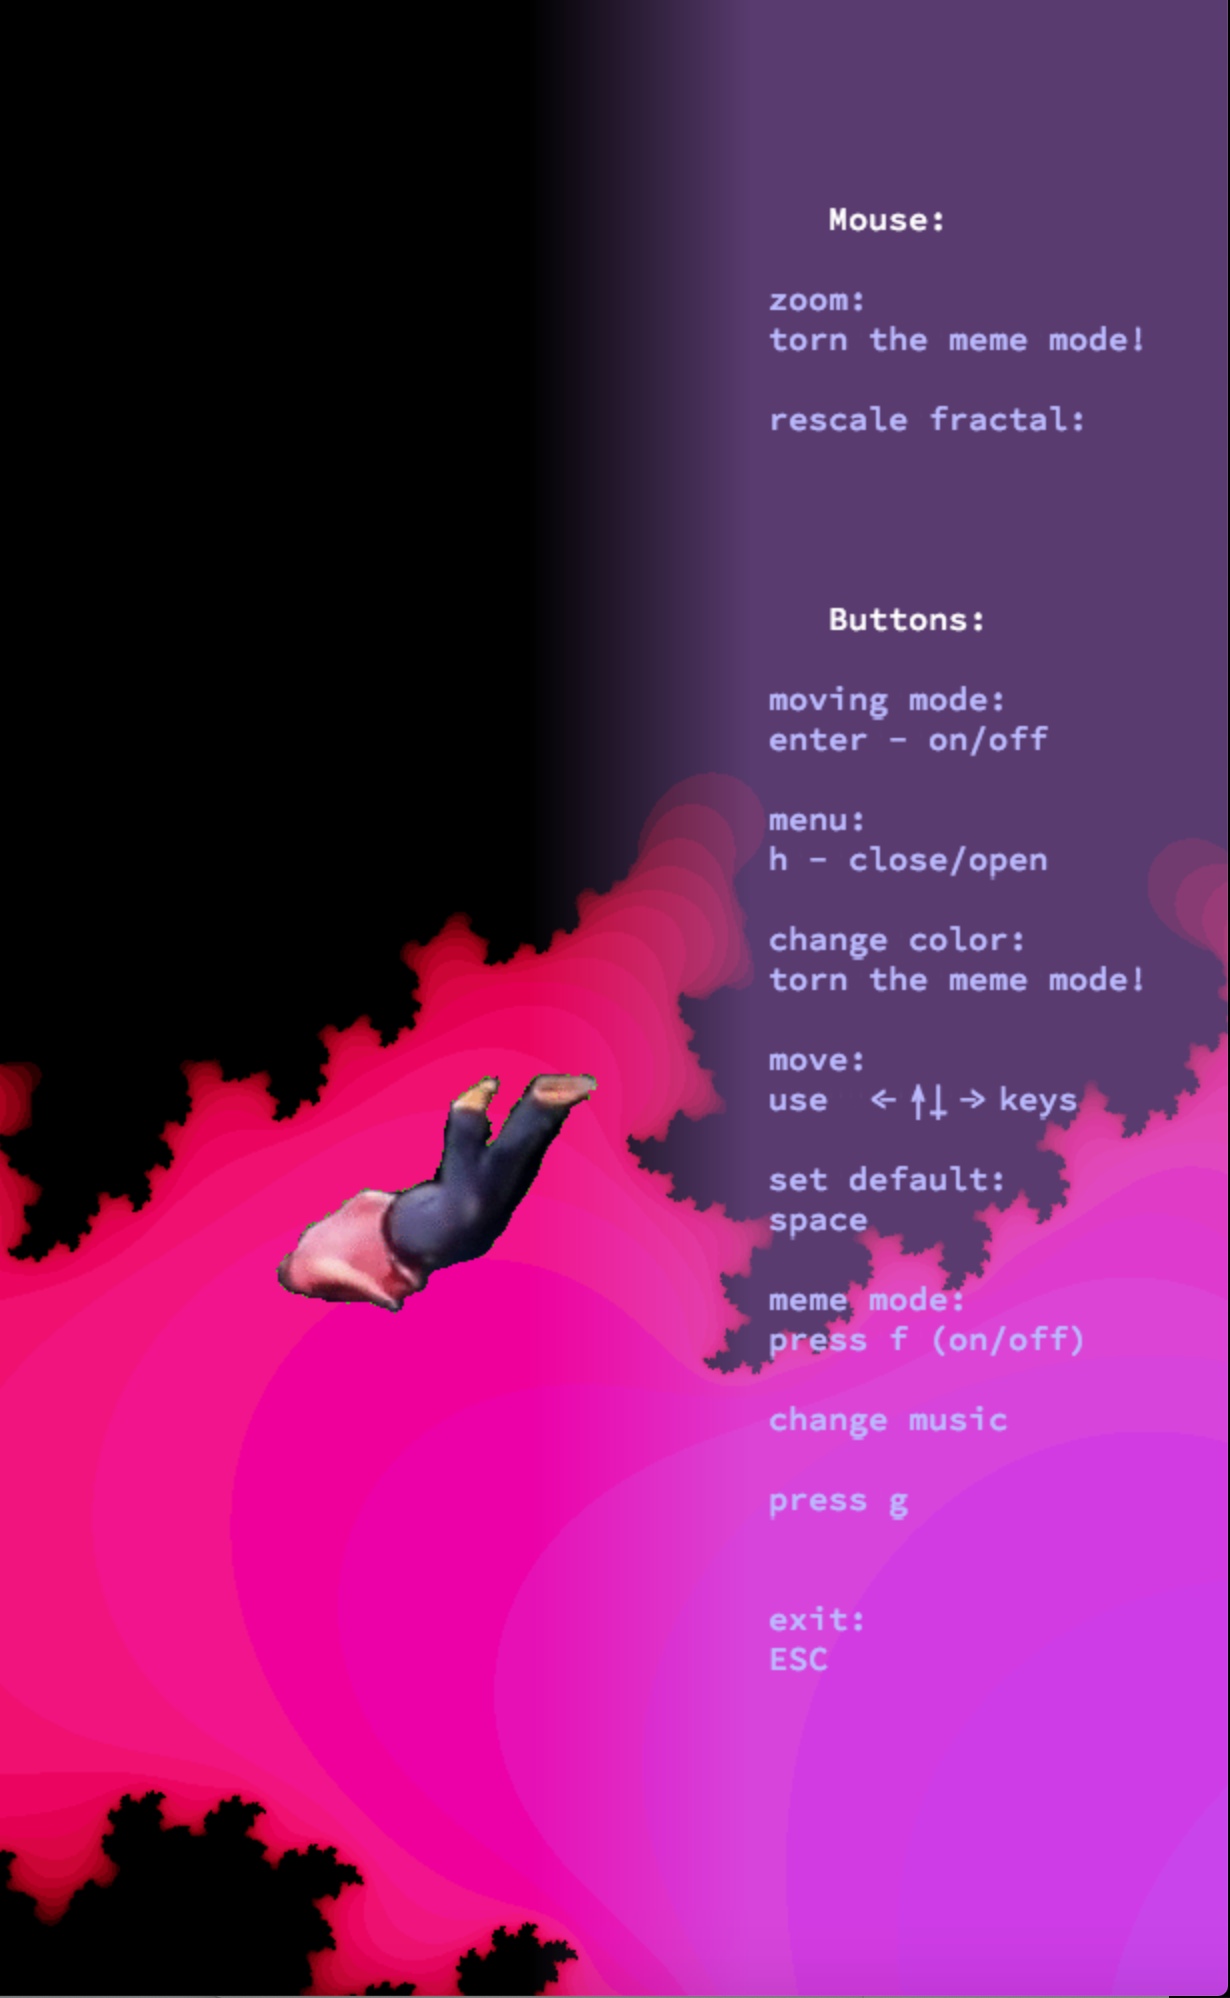 Mouse:
zoom:
torn the meme mode!
rescale fractal:
Buttons:
moving mode:
enter – on/off
menu:
h – close/open
change color:
torn the meme mode!
move:
use ←↑↓→ keys
set default:
space
meme mode:
press f (on/off)
change music
press g
exit:
ESC